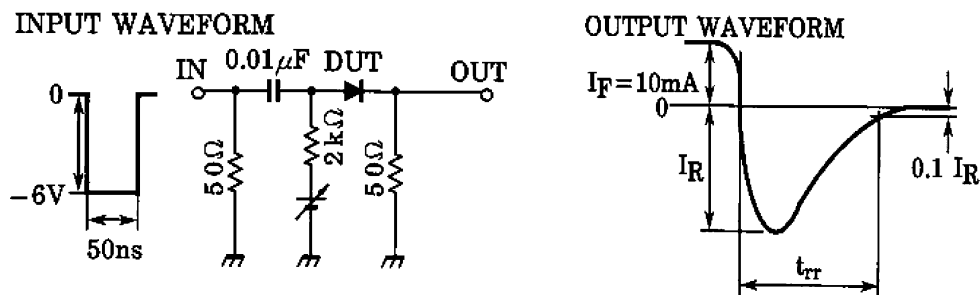 INPUT WAVEFORM
0
−6V
50ns
IN
0.01μF
DUT
OUT
50Ω
2kΩ
50Ω
OUTPUT WAVEFORM
I_F=10mA
0
I_R
0.1 I_R
t_rr